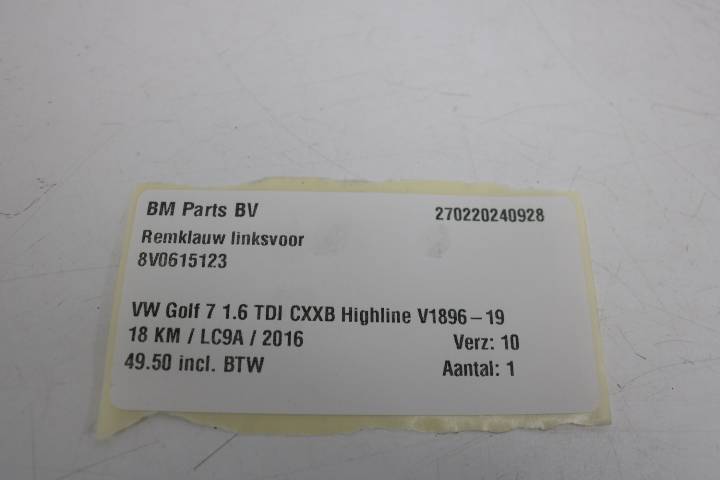 BM Parts BV 270220240928
Remklauw linksvoor
8V0615123
VW Golf 7 1.6 TDI CXXB Highline V1896-19
18 KM / LC9A / 2016 Verz: 10
49.50 incl. BTW Aantal: 1